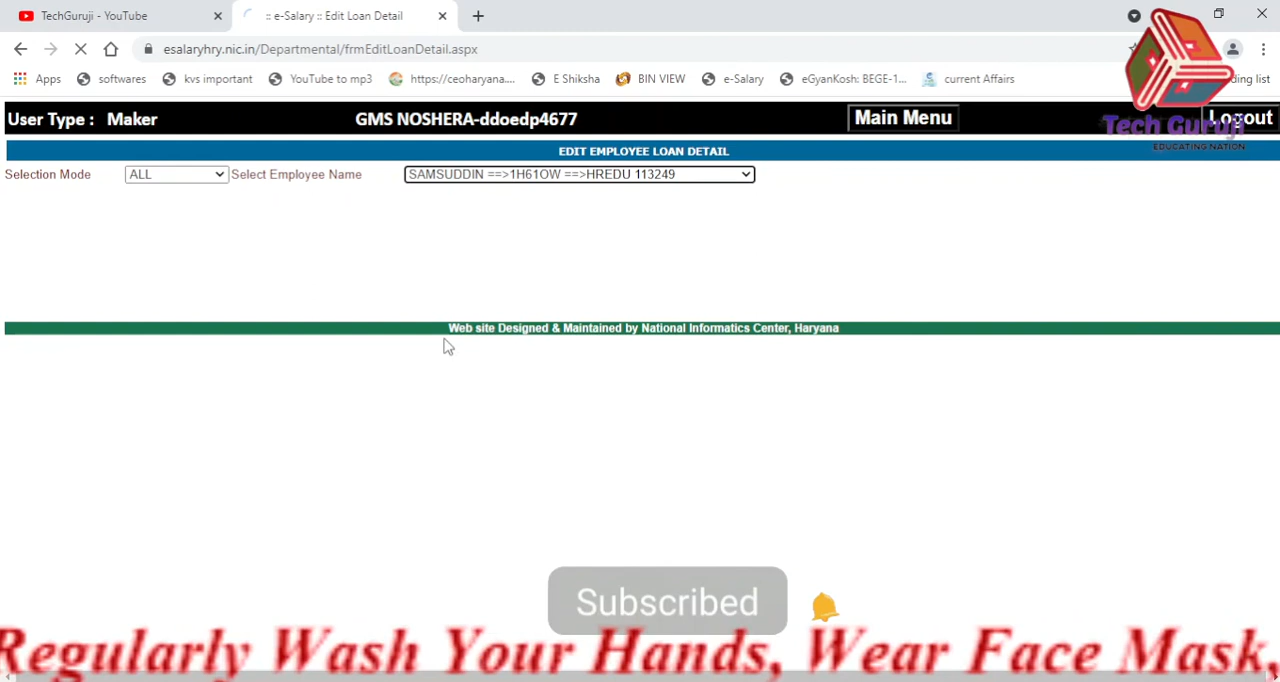 TechGuruji - YouTube
:: e-Salary :: Edit Loan Detail
esalaryhry.nic.in/Departmental/frmEditLoanDetail.aspx
Apps softwares kvs important YouTube to mp3 https://ceoharyana.... E Shiksha BIN VIEW e-Salary eGyanKosh: BEGE-1... current Affairs ing list
User Type : Maker GMS NOSHERA-ddoedp4677 Main Menu Logout
Tech Guruji
EDUCATING NATION
EDIT EMPLOYEE LOAN DETAIL
Selection Mode ALL Select Employee Name SAMSUDDIN ==>1H61OW ==>HREDU 113249
Web site Designed & Maintained by National Informatics Center, Haryana
Subscribed
Regularly Wash Your Hands, Wear Face Mask,